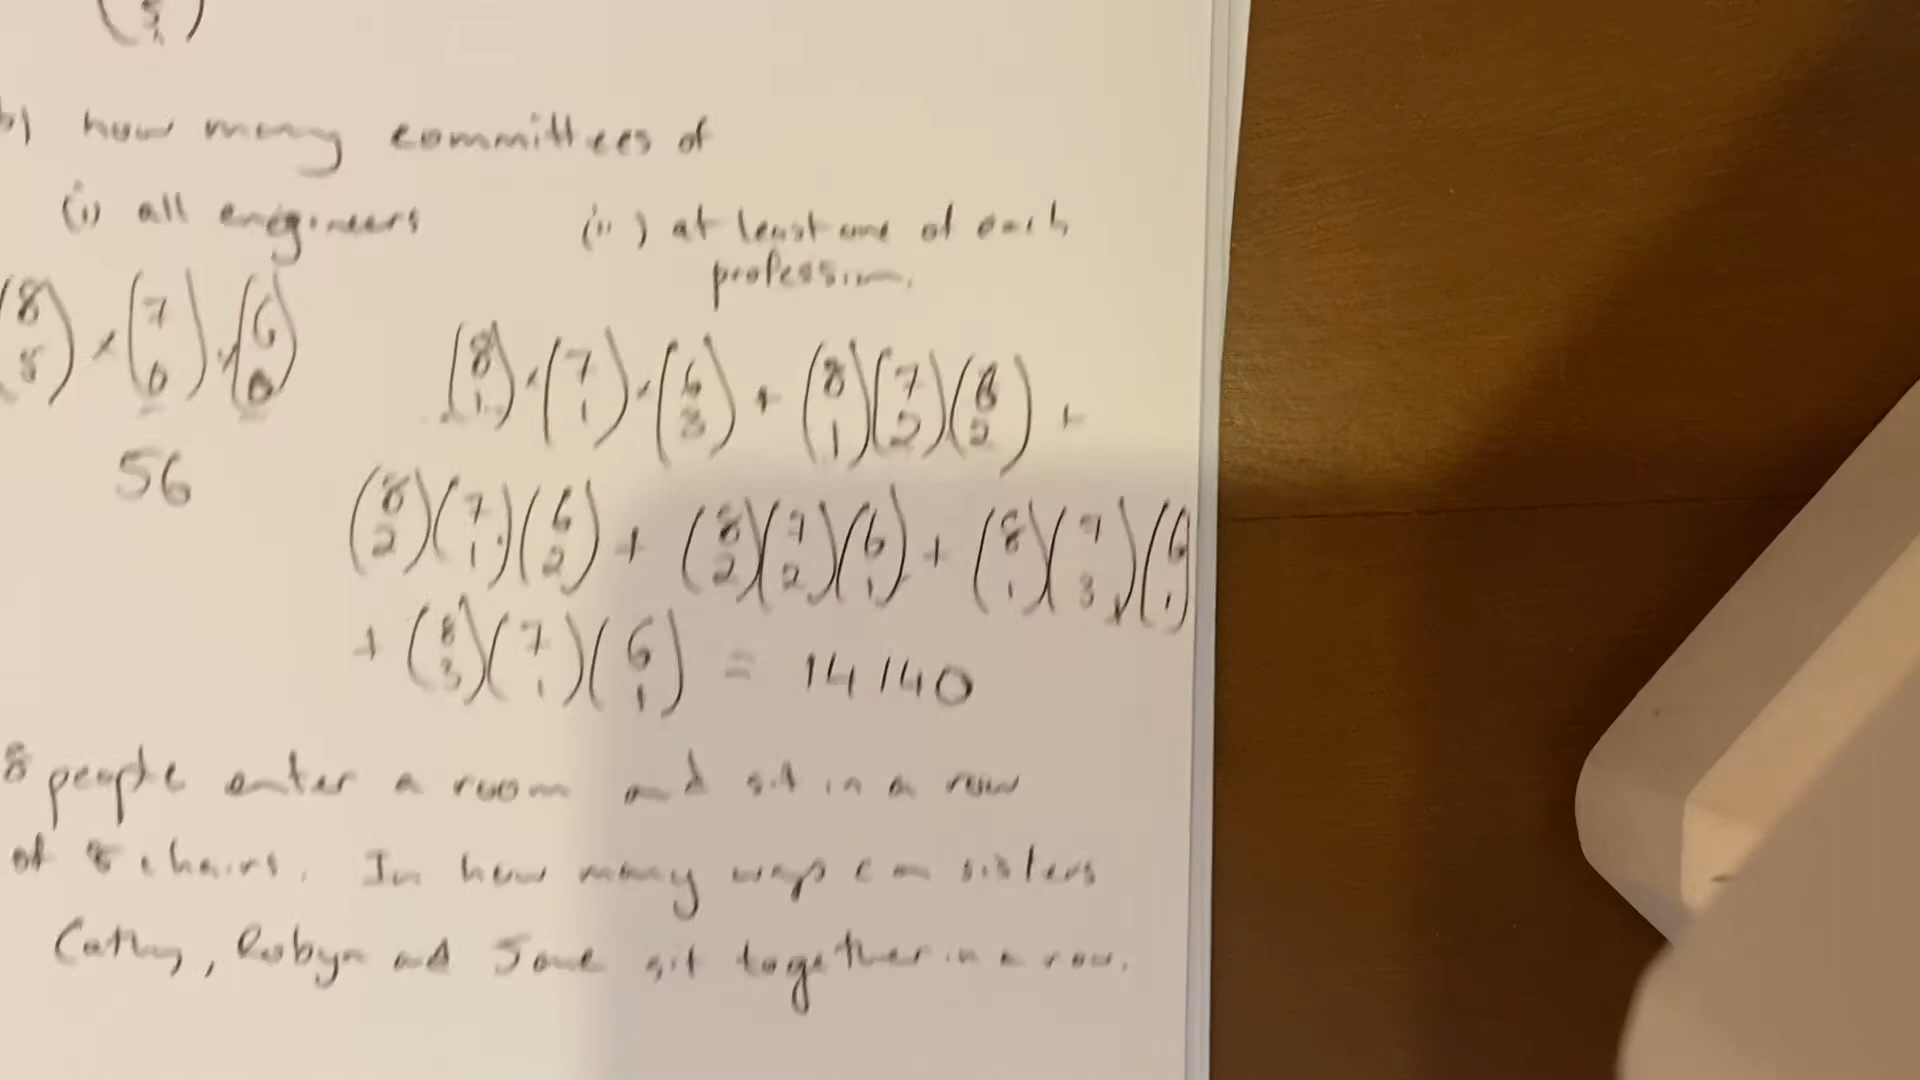 (5)
b) how many committees of
(i) all engineers (ii) at least one of each
profession.
(8 5) × (7 0) × (6 0) (8 1) × (7 1) × (6 3) + (8 1)(7 2)(6 2) +
56 (8 2)(7 1)(6 2) + (8 2)(7 2)(6 1) + (8 1)(7 3)(6 1)
+ (8 3)(7 1)(6 1) = 14140
8 people enter a room and sit in a row
of 8 chairs. In how many ways can sisters
Cathy, Robyn and Jane sit together in a row.